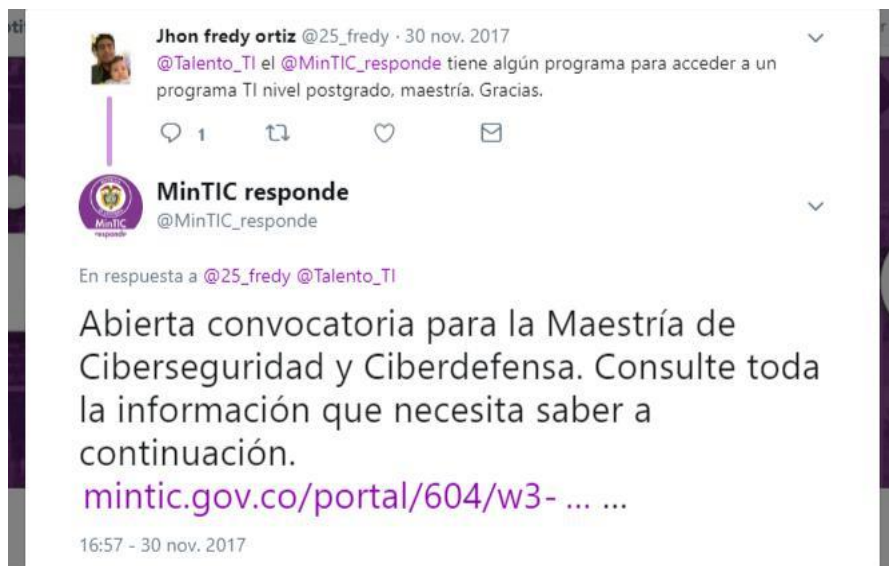 Jhon fredy ortiz @25_fredy · 30 nov. 2017
@Talento_TI el @MinTIC_responde tiene algún programa para acceder a un
programa TI nivel postgrado, maestría. Gracias.
1
MinTIC
responde
MinTIC responde
@MinTIC_responde
En respuesta a @25_fredy @Talento_TI
Abierta convocatoria para la Maestría de
Ciberseguridad y Ciberdefensa. Consulte toda
la información que necesita saber a
continuación.
mintic.gov.co/portal/604/w3- ... ...
16:57 - 30 nov. 2017